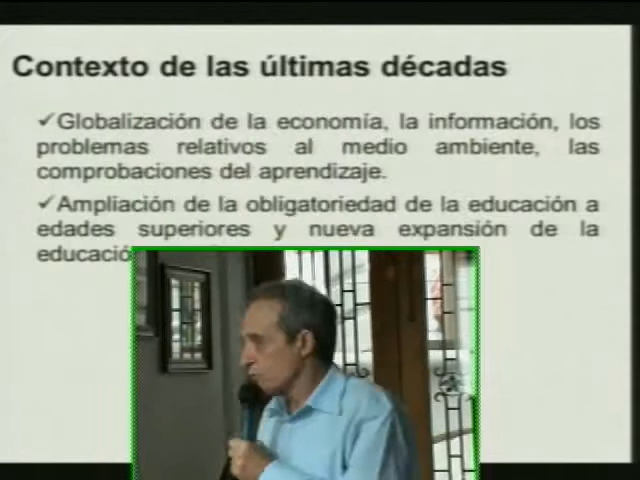 Contexto de las últimas décadas
✓Globalización de la economía, la información, los
problemas relativos al medio ambiente, las
comprobaciones del aprendizaje.
✓Ampliación de la obligatoriedad de la educación a
edades superiores y nueva expansión de la